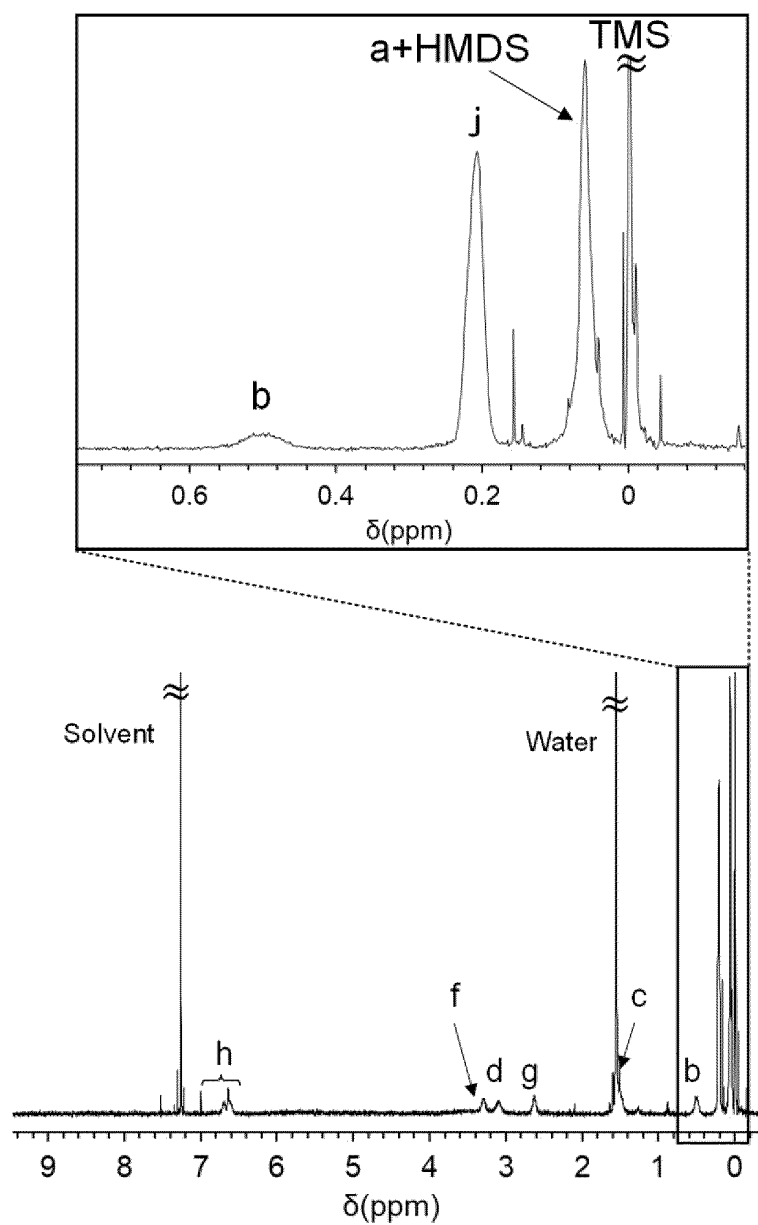 TMS
a+HMDS
j
b
0.6 0.4 0.2 0
δ(ppm)
≈
Solvent
≈
Water
≈
f
c
h
d
g
b
9 8 7 6 5 4 3 2 1 0
δ(ppm)